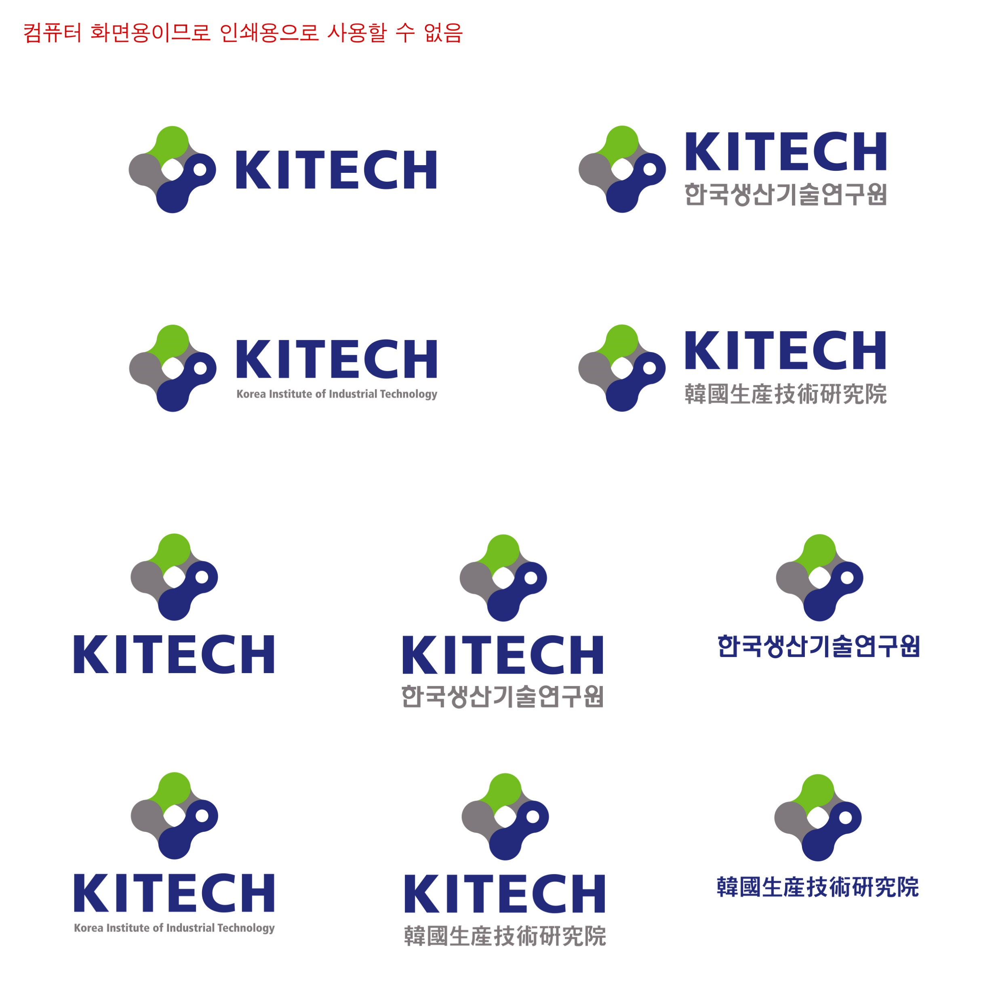 컴퓨터 화면용이므로 인쇄용으로 사용할 수 없음
KITECH
KITECH
한국생산기술연구원
KITECH
Korea Institute of Industrial Technology
KITECH
韓國生産技術硏究院
KITECH
KITECH
한국생산기술연구원
한국생산기술연구원
KITECH
Korea Institute of Industrial Technology
KITECH
韓國生産技術硏究院
韓國生産技術硏究院